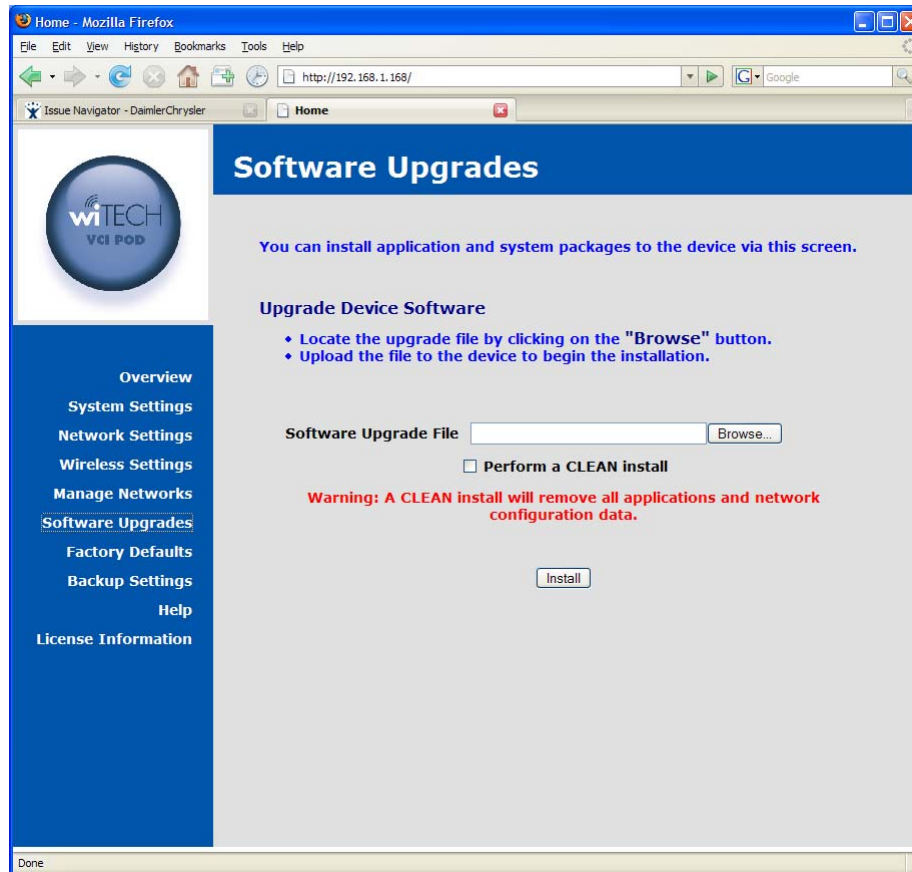 Home - Mozilla Firefox
File Edit View History Bookmarks Tools Help
http://192.168.1.168/
G Google
Issue Navigator - DaimlerChrysler
Home
wiTECH
VCI POD
Software Upgrades
You can install application and system packages to the device via this screen.
Upgrade Device Software
• Locate the upgrade file by clicking on the "Browse" button.
• Upload the file to the device to begin the installation.
Overview
System Settings
Network Settings
Wireless Settings
Manage Networks
Software Upgrades
Factory Defaults
Backup Settings
Help
License Information
Software Upgrade File Browse...
Perform a CLEAN install
Warning: A CLEAN install will remove all applications and network
configuration data.
Install
Done